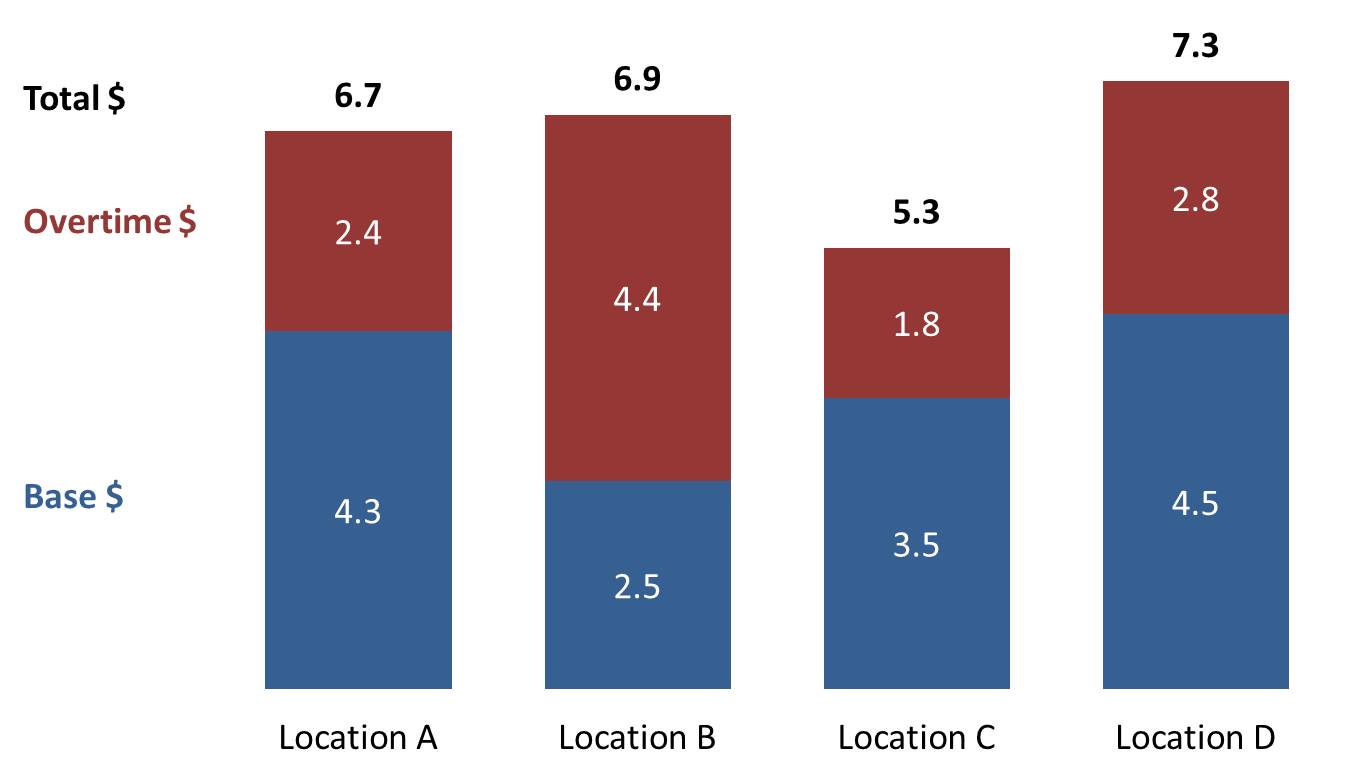 7.3
6.9
Total $ 6.7
5.3
Overtime $ 2.4 4.4 1.8 2.8
Base $ 4.3 2.5 3.5 4.5
Location A Location B Location C Location D